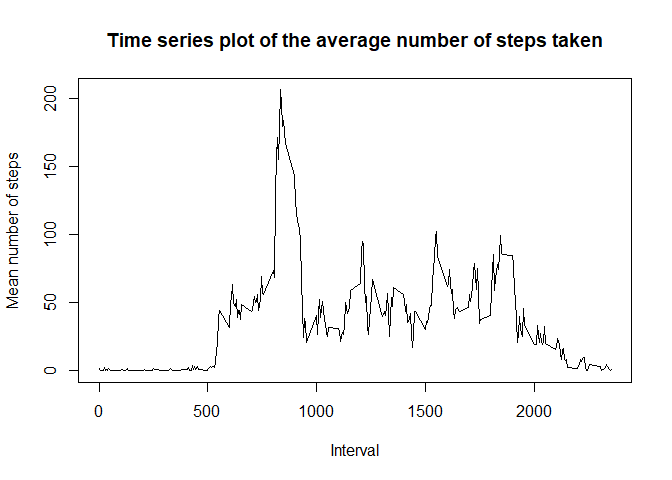 Time series plot of the average number of steps taken
Mean number of steps
200
150
100
50
0
0 500 1000 1500 2000
Interval